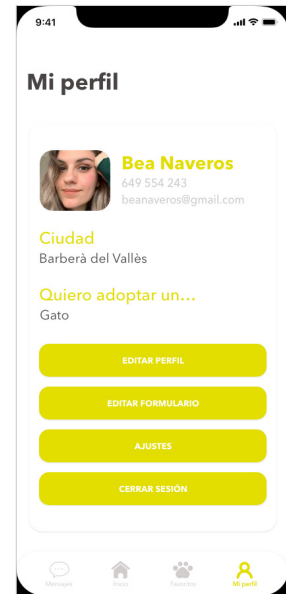 9:41
Mi perfil
Bea Naveros
649 554 243
beanaveros@gmail.com
Ciudad
Barberà del Vallès
Quiero adoptar un...
Gato
EDITAR PERFIL
EDITAR FORMULARIO
AJUSTES
CERRAR SESIÓN
Mensajes Inicio Favoritos Mi perfil